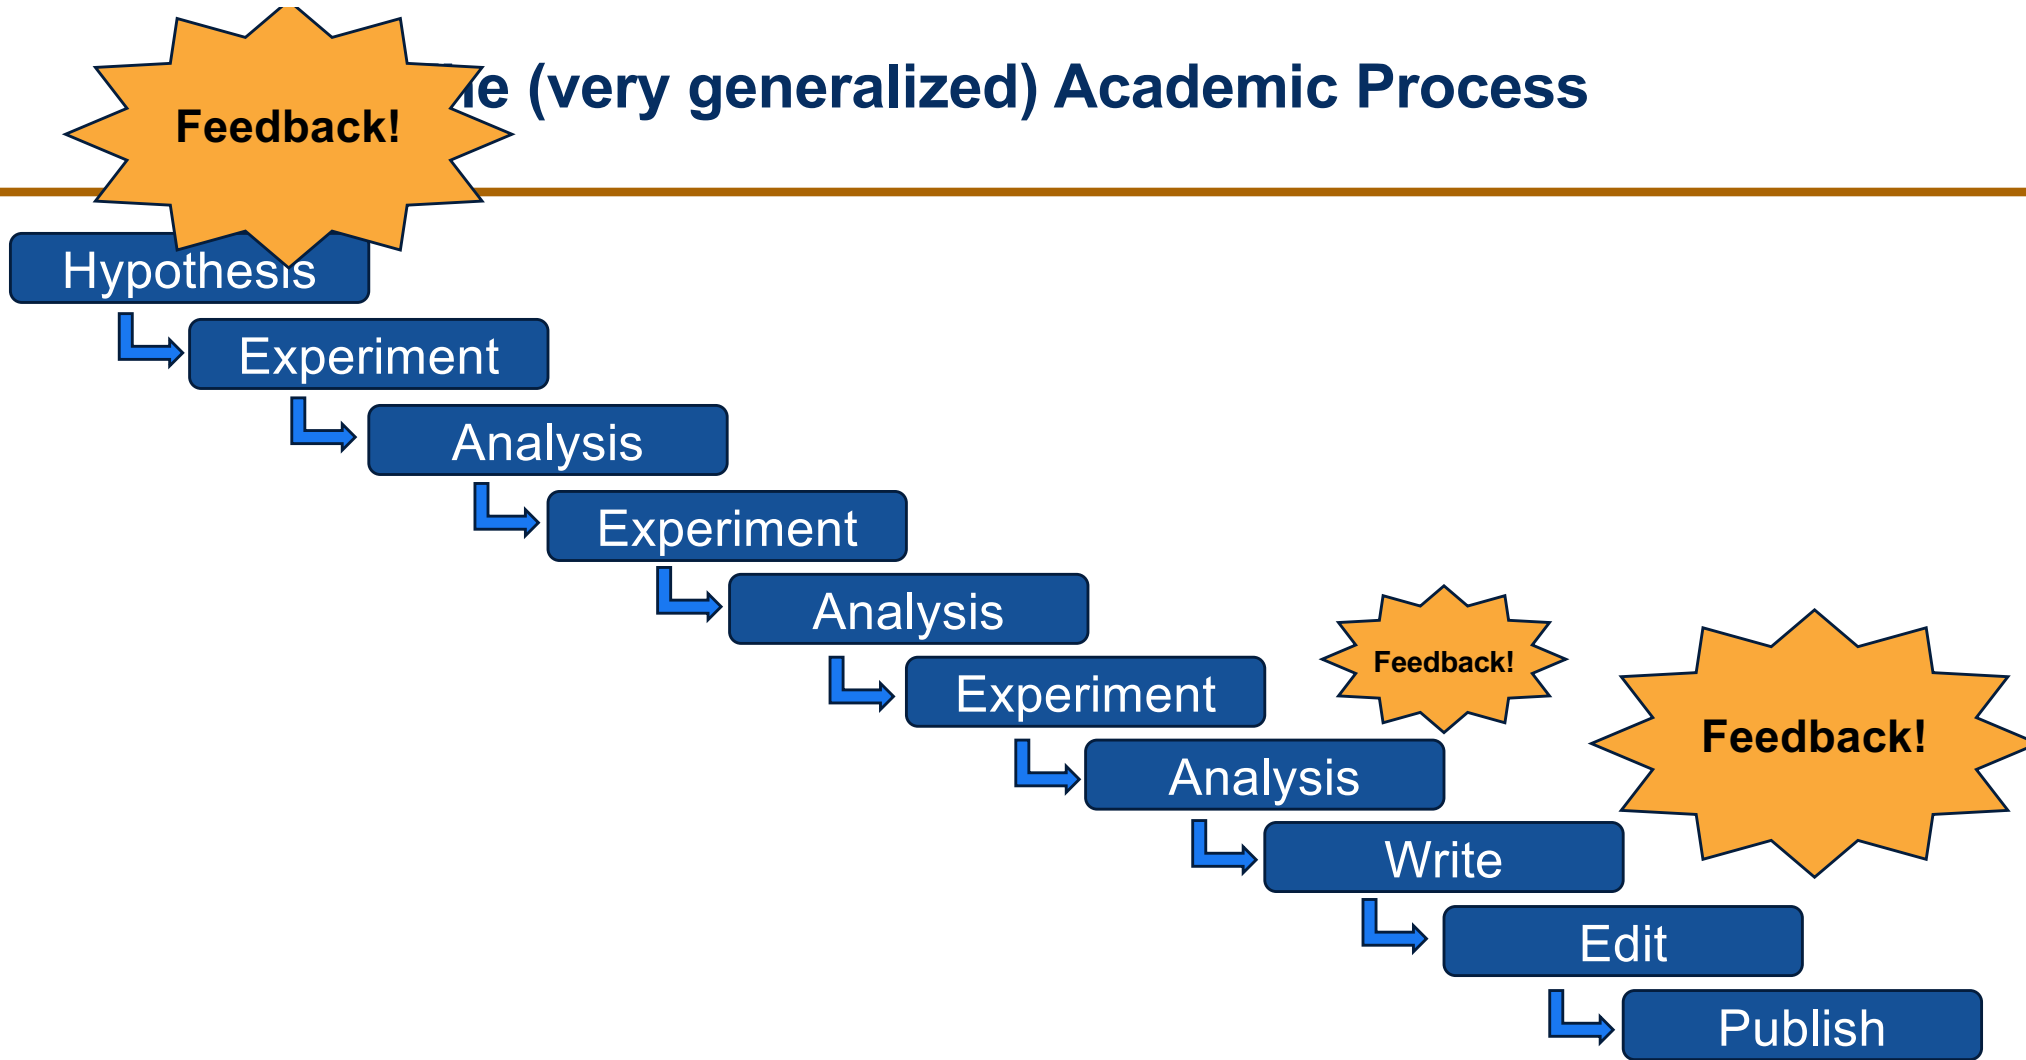 (very generalized) Academic Process
Feedback!
Hypothesis
Experiment
Analysis
Experiment
Analysis
Experiment
Feedback!
Feedback!
Analysis
Write
Edit
Publish